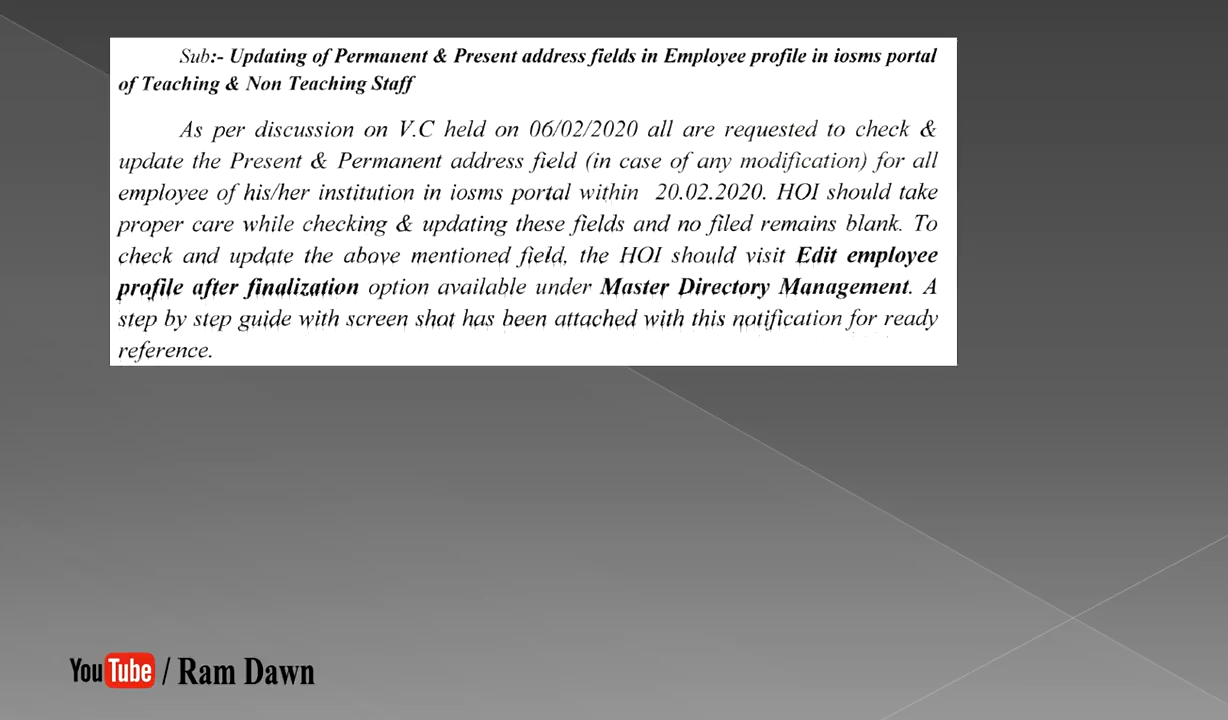 Sub:- Updating of Permanent & Present address fields in Employee profile in iosms portal
of Teaching & Non Teaching Staff
As per discussion on V.C held on 06/02/2020 all are requested to check &
update the Present & Permanent address field (in case of any modification) for all
employee of his/her institution in iosms portal within 20.02.2020. HOI should take
proper care while checking & updating these fields and no filed remains blank. To
check and update the above mentioned field, the HOI should visit Edit employee
profile after finalization option available under Master Directory Management. A
step by step guide with screen shot has been attached with this notification for ready
reference.
YouTube / Ram Dawn